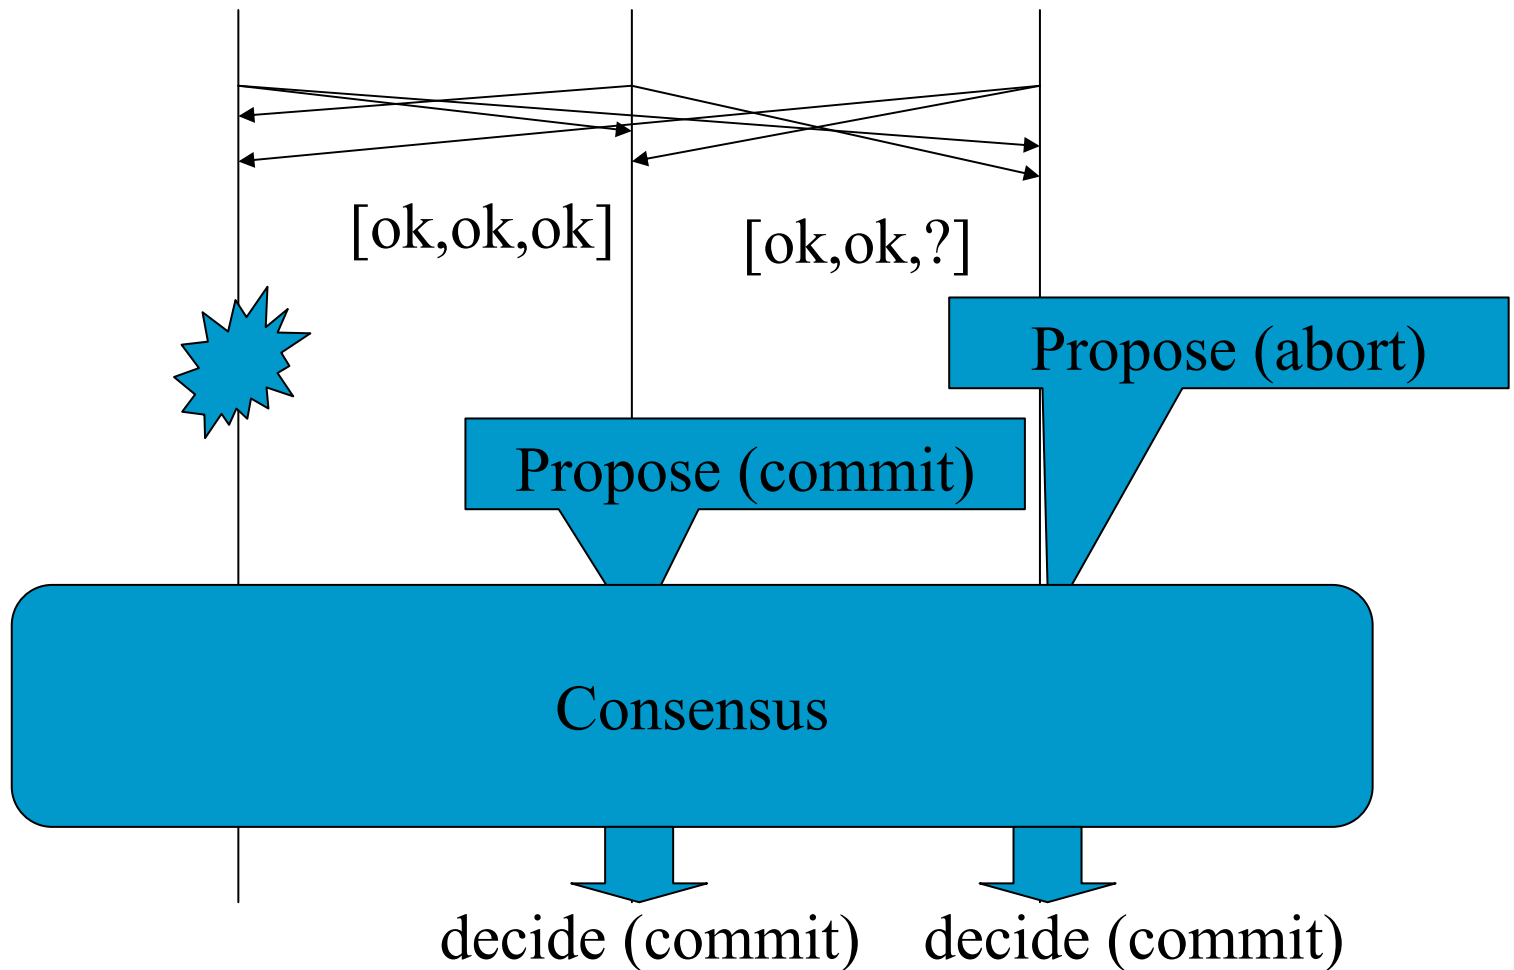 [ok,ok,ok]
[ok,ok,?]
Propose (abort)
Propose (commit)
Consensus
decide (commit)
decide (commit)